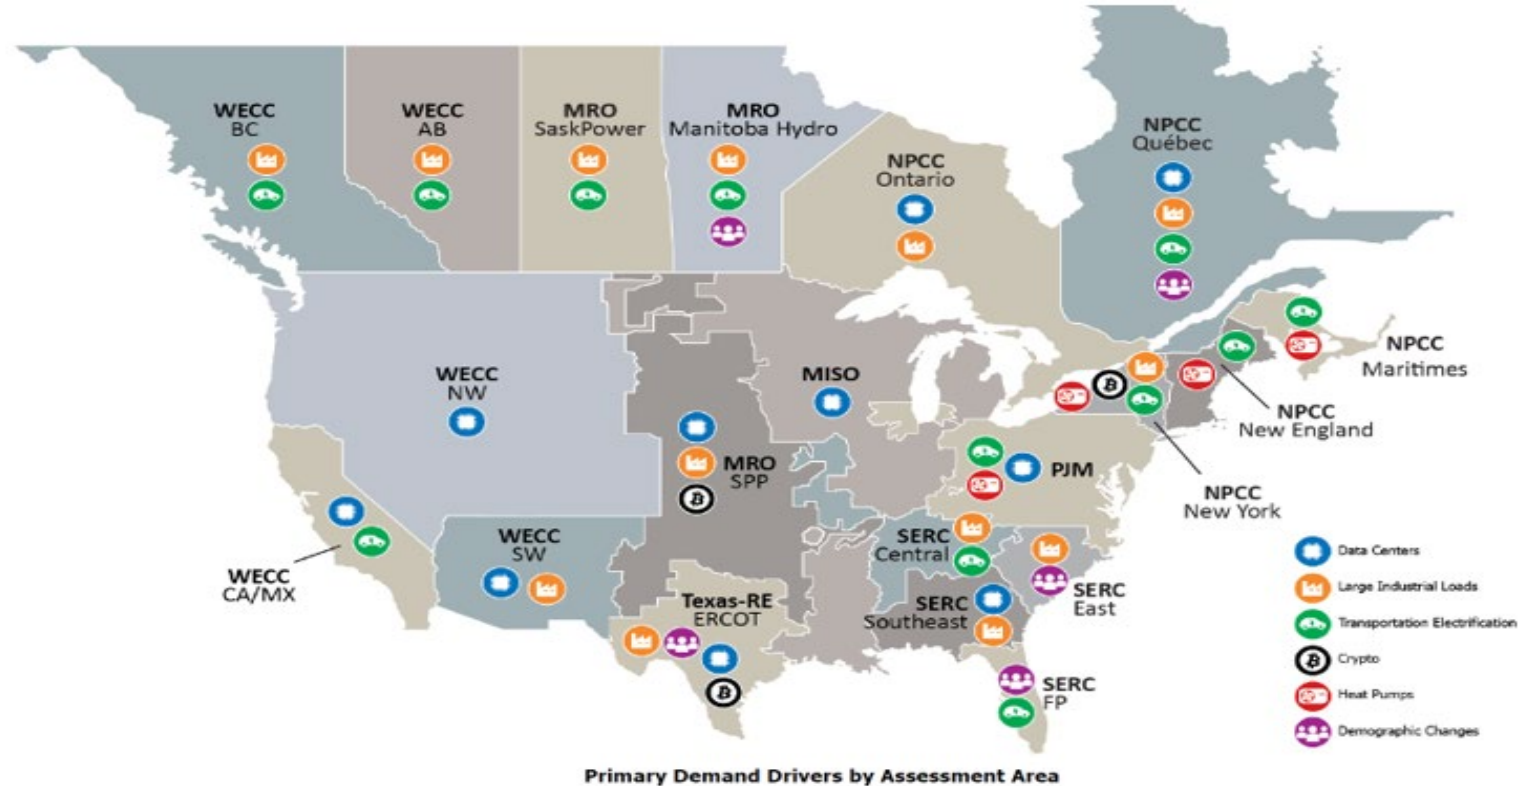 WECC
BC
WECC
AB
MRO
SaskPower
MRO
Manitoba Hydro
NPCC
Ontario
NPCC
Québec
NPCC
Maritimes
NPCC
New England
NPCC
New York
WECC
NW
MISO
MRO
SPP
PJM
WECC
CA/MX
WECC
SW
SERC
Central
SERC
East
SERC
Southeast
Texas-RE
ERCOT
SERC
FP
Data Centers
Large Industrial Loads
Transportation Electrification
Crypto
Heat Pumps
Demographic Changes
Primary Demand Drivers by Assessment Area